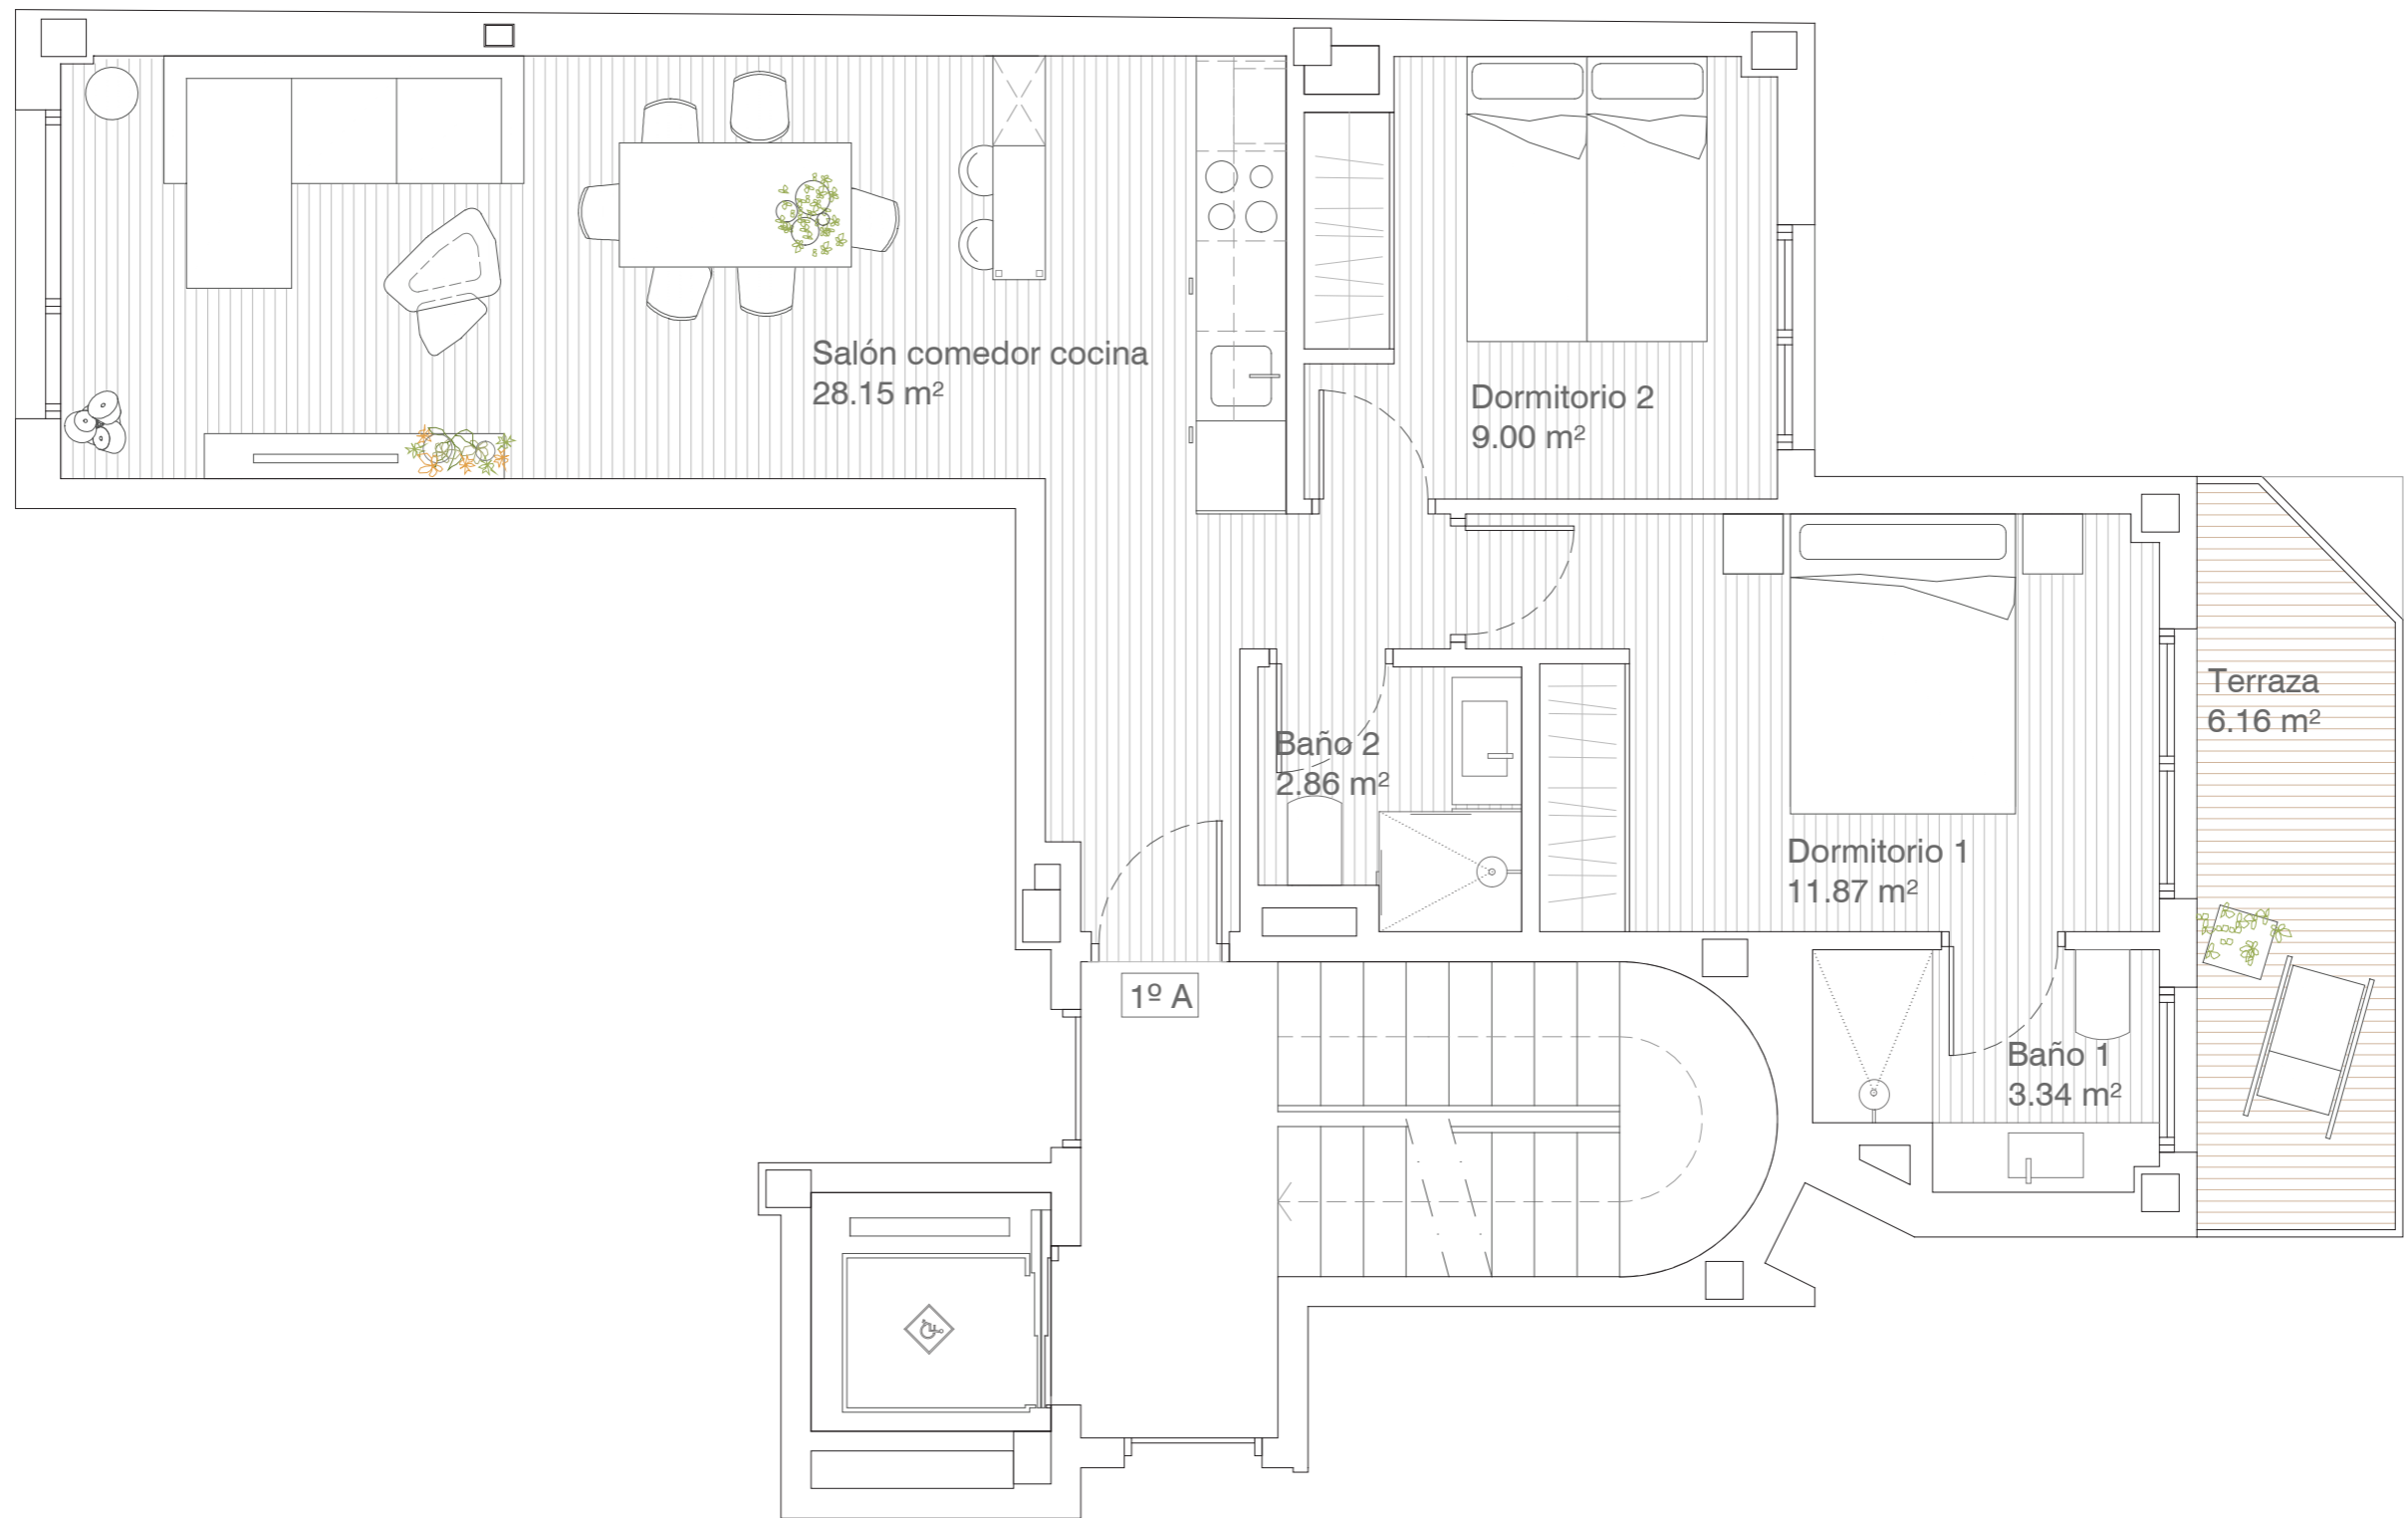 Salón comedor cocina
28.15 m²
Dormitorio 2
9.00 m²
Terraza
6.16 m²
Baño 2
2.86 m²
Dormitorio 1
11.87 m²
1º A
Baño 1
3.34 m²